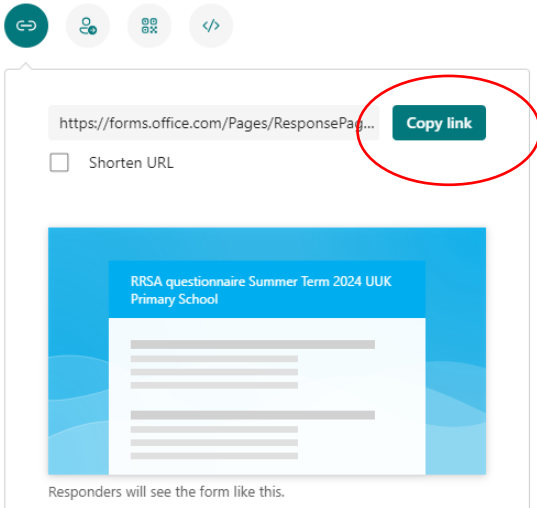 https://forms.office.com/Pages/ResponsePag...
Copy link
Shorten URL
RRSA questionnaire Summer Term 2024 UUK
Primary School
Responders will see the form like this.